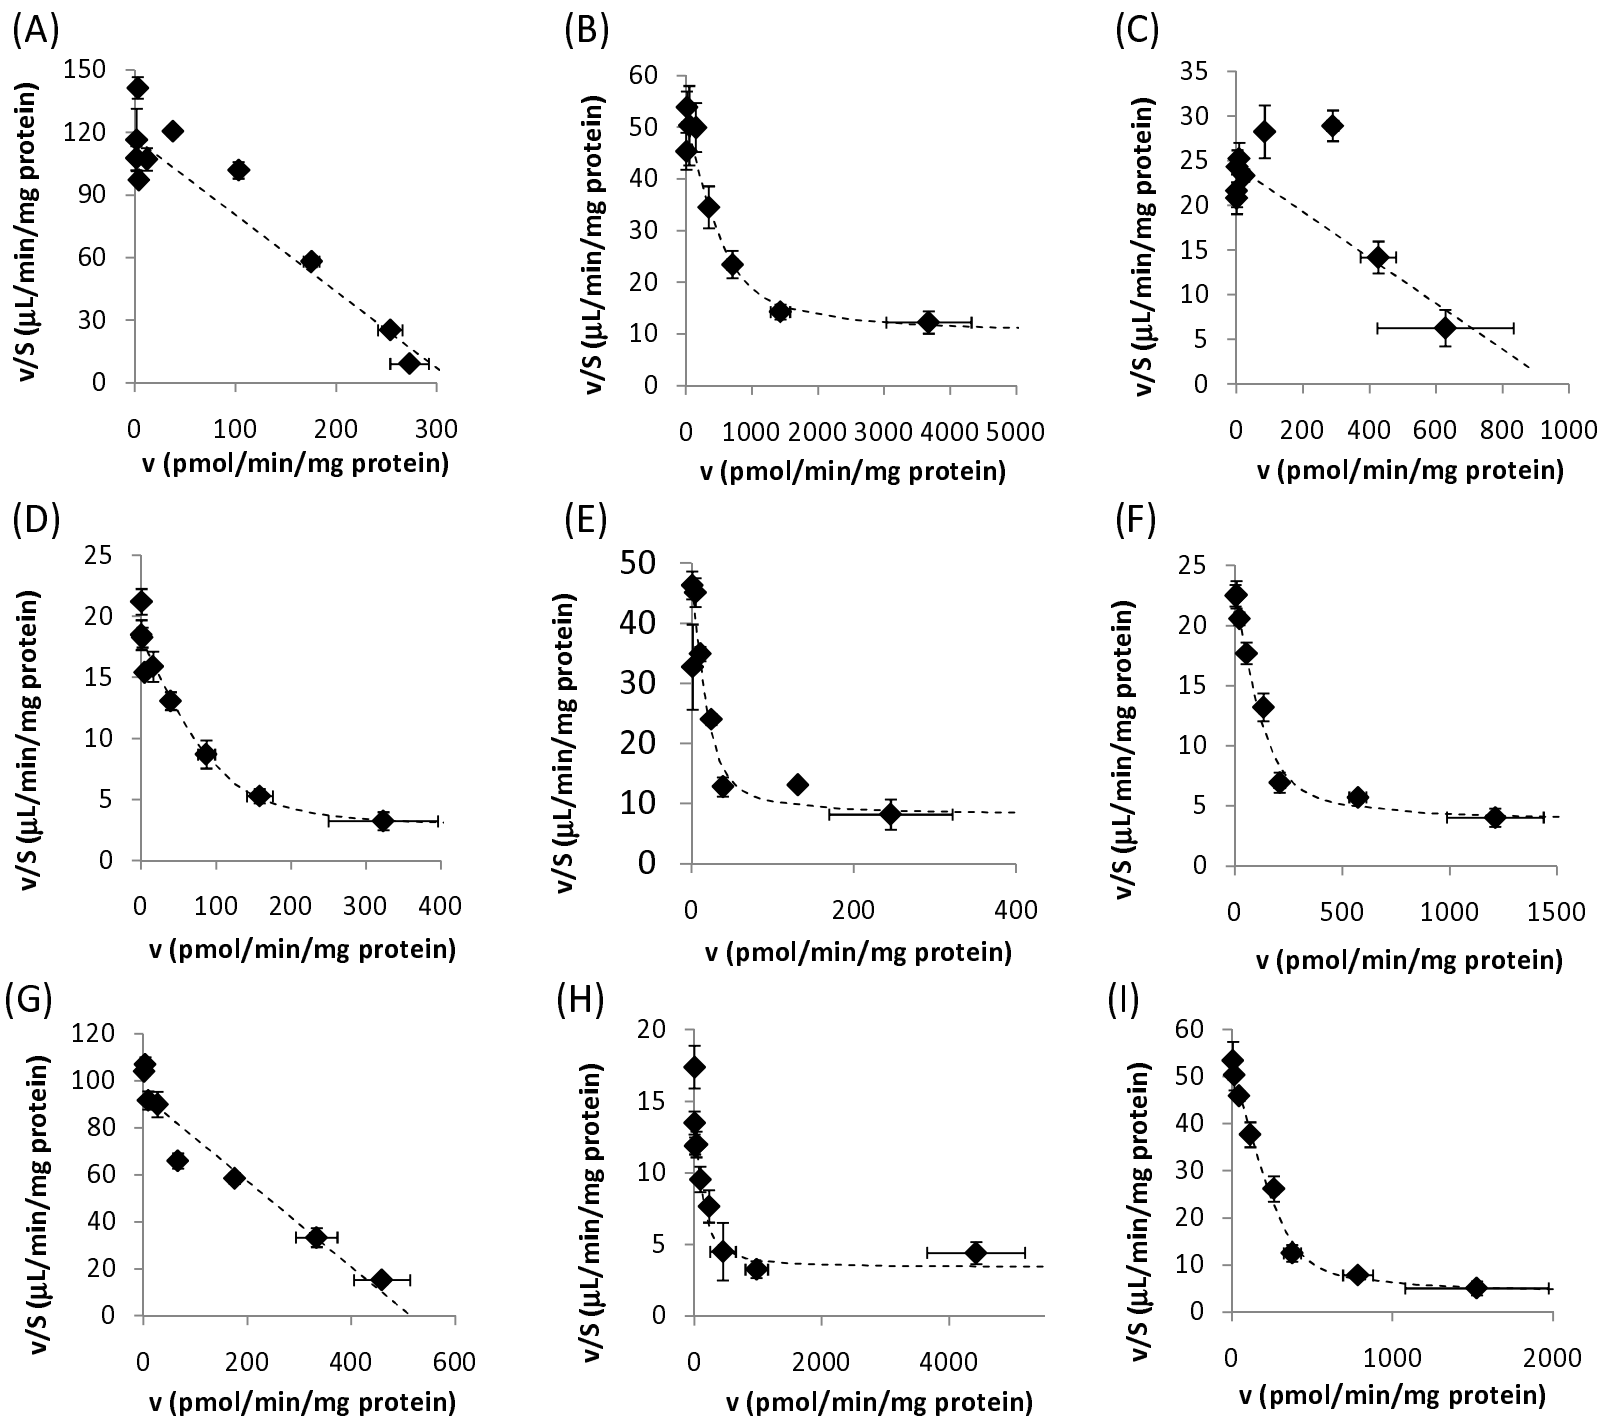 (A)
v/S (μL/min/mg protein)
150
120
90
60
30
0
0 100 200 300
v (pmol/min/mg protein)
(B)
v/S (μL/min/mg protein)
60
50
40
30
20
10
0
0 1000 2000 3000 4000 5000
v (pmol/min/mg protein)
(C)
v/S (μL/min/mg protein)
35
30
25
20
15
10
5
0
0 200 400 600 800 1000
v (pmol/min/mg protein)
(D)
v/S (μL/min/mg protein)
25
20
15
10
5
0
0 100 200 300 400
v (pmol/min/mg protein)
(E)
v/S (μL/min/mg protein)
50
40
30
20
10
0
0 200 400
v (pmol/min/mg protein)
(F)
v/S (μL/min/mg protein)
25
20
15
10
5
0
0 500 1000 1500
v (pmol/min/mg protein)
(G)
v/S (μL/min/mg protein)
120
100
80
60
40
20
0
0 200 400 600
v (pmol/min/mg protein)
(H)
v/S (μL/min/mg protein)
20
15
10
5
0
0 2000 4000
v (pmol/min/mg protein)
(I)
v/S (μL/min/mg protein)
60
50
40
30
20
10
0
0 1000 2000
v (pmol/min/mg protein)